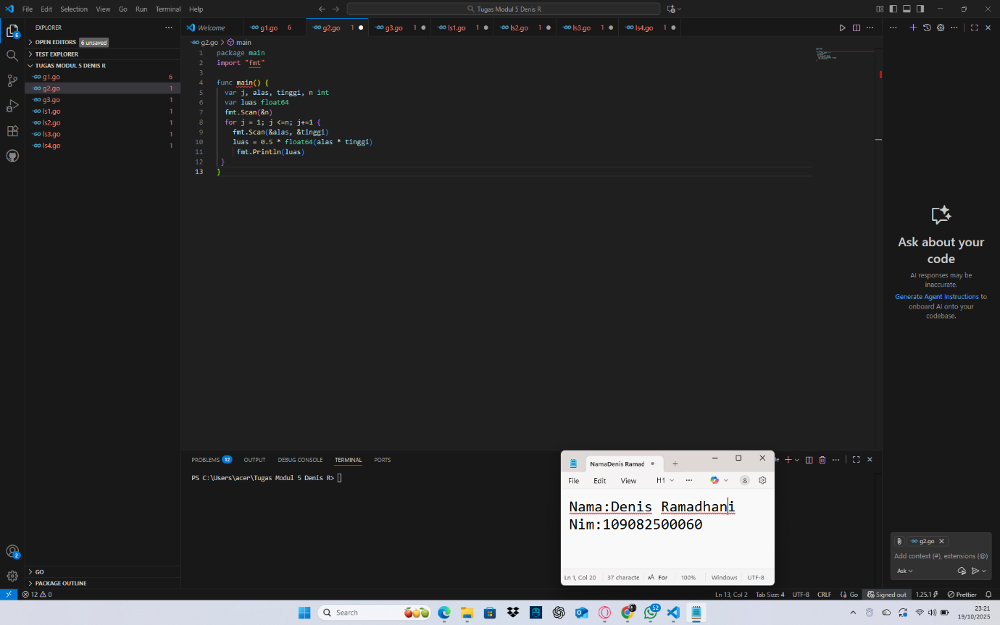 File Edit Selection View Go Run Terminal Help
Tugas Modul 5 Denis R
EXPLORER
OPEN EDITORS 6 unsaved
TEST EXPLORER
TUGAS MODUL 5 DENIS R
g1.go 6
g2.go 1
g3.go 1
ls1.go 1
ls2.go 1
ls3.go 1
ls4.go 1
GO
PACKAGE OUTLINE
Welcome g1.go 6 g2.go 1 g3.go 1 ls1.go 1 ls2.go 1 ls3.go 1 ls4.go 1
g2.go > main
1 package main
2 import "fmt"
3
4 func main() {
5 var j, alas, tinggi, n int
6 var luas float64
7 fmt.Scan(&n)
8 for j = 1; j <=n; j+=1 {
9 fmt.Scan(&alas, &tinggi)
10 luas = 0.5 * float64(alas * tinggi)
11 fmt.Println(luas)
12 }
13 }
PROBLEMS 12 OUTPUT DEBUG CONSOLE TERMINAL PORTS
PS C:\Users\acer\Tugas Modul 5 Denis R>
Ask about your
code
AI responses may be
inaccurate.
Generate Agent Instructions to
onboard AI onto your
codebase.
g2.go
Add context (#), extensions (@)
Ask
NamaDenis Ramad
File Edit View H1
Nama:Denis Ramadhani
Nim:109082500060
Ln 1, Col 20 37 characte For 100% Windows UTF-8
12 0
Ln 13, Col 2 Tab Size: 4 UTF-8 CRLF Go Signed out 1.25.1 Prettier
6
2
Search
52
23:21
19/10/2025